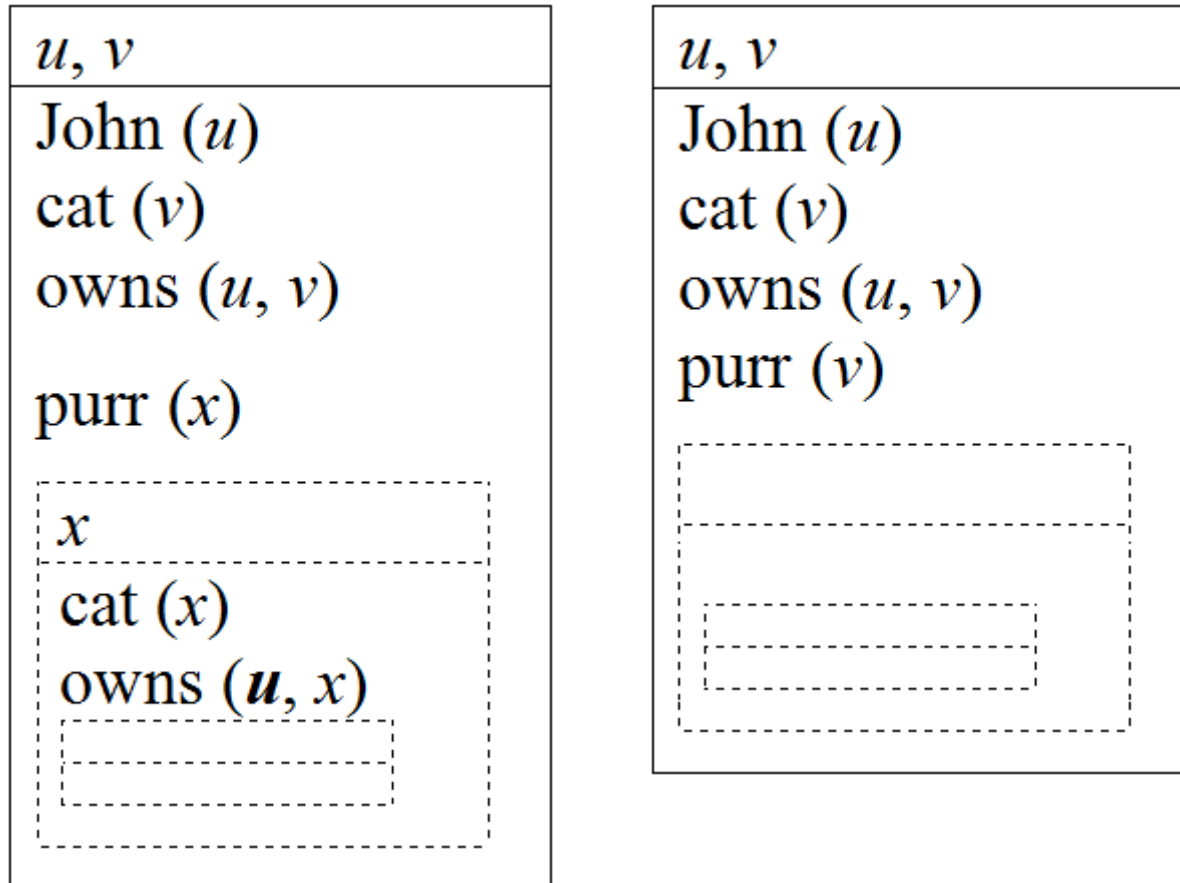 u, v
John (u)
cat (v)
owns (u, v)
purr (x)
x
cat (x)
owns (u, x)
u, v
John (u)
cat (v)
owns (u, v)
purr (v)